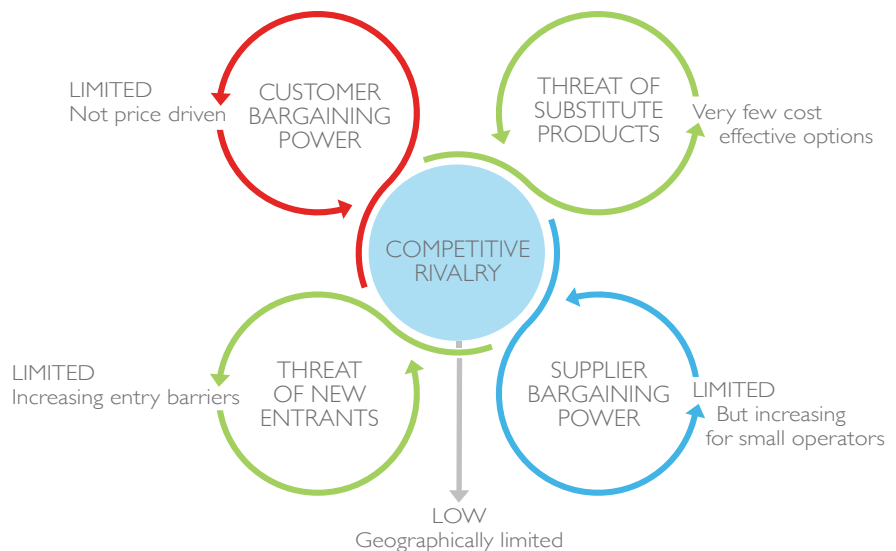 LIMITED
Not price driven
CUSTOMER
BARGAINING
POWER
THREAT OF
SUBSTITUTE
PRODUCTS
Very few cost
effective options
COMPETITIVE
RIVALRY
LIMITED
Increasing entry barriers
THREAT
OF NEW
ENTRANTS
SUPPLIER
BARGAINING
POWER
LIMITED
But increasing
for small operators
LOW
Geographically limited